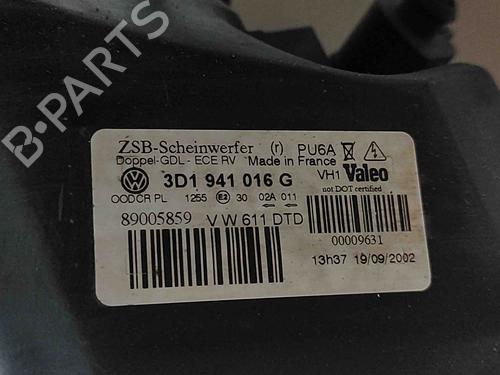 ZSB-Scheinwerfer (r) PU6A
Doppel-GDL - ECE RV Made in France
3D1 941 016 G VH1 Valeo
not DOT certified
OODCR PL 1255 E2 30 02A 011
89005859 V W 611 DTD
00009631
13h37 19/09/2002
B-Parts